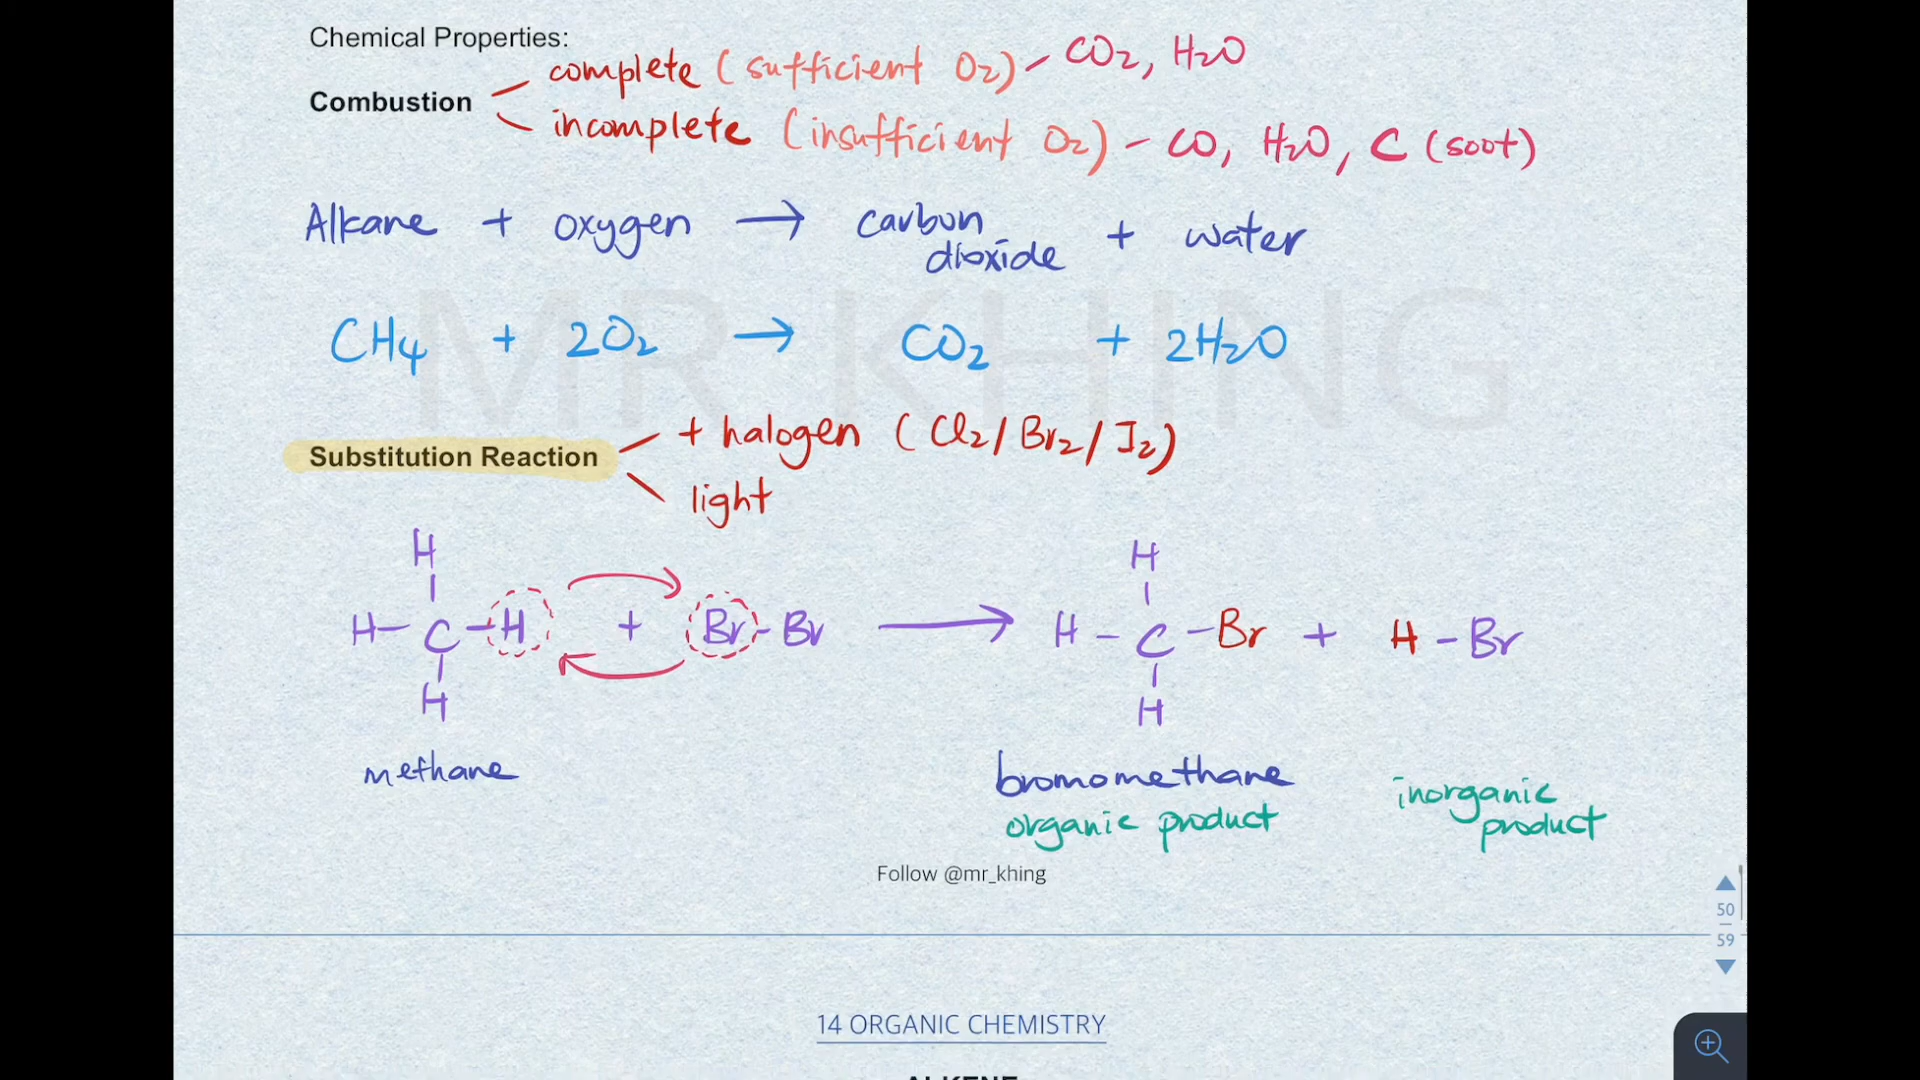 Chemical Properties:
complete (sufficient O2) – CO2, H2O
Combustion
incomplete (insufficient O2) – CO, H2O, C (soot)
Alkane + oxygen → carbon dioxide + water
MR KHING
CH4 + 2O2 → CO2 + 2H2O
Substitution Reaction
+ halogen (Cl2/Br2/I2)
light
H H
H – C – H + Br – Br → H – C – Br + H – Br
H H
methane bromomethane inorganic product
organic product
Follow @mr_khing
50
59
14 ORGANIC CHEMISTRY
ALKENE